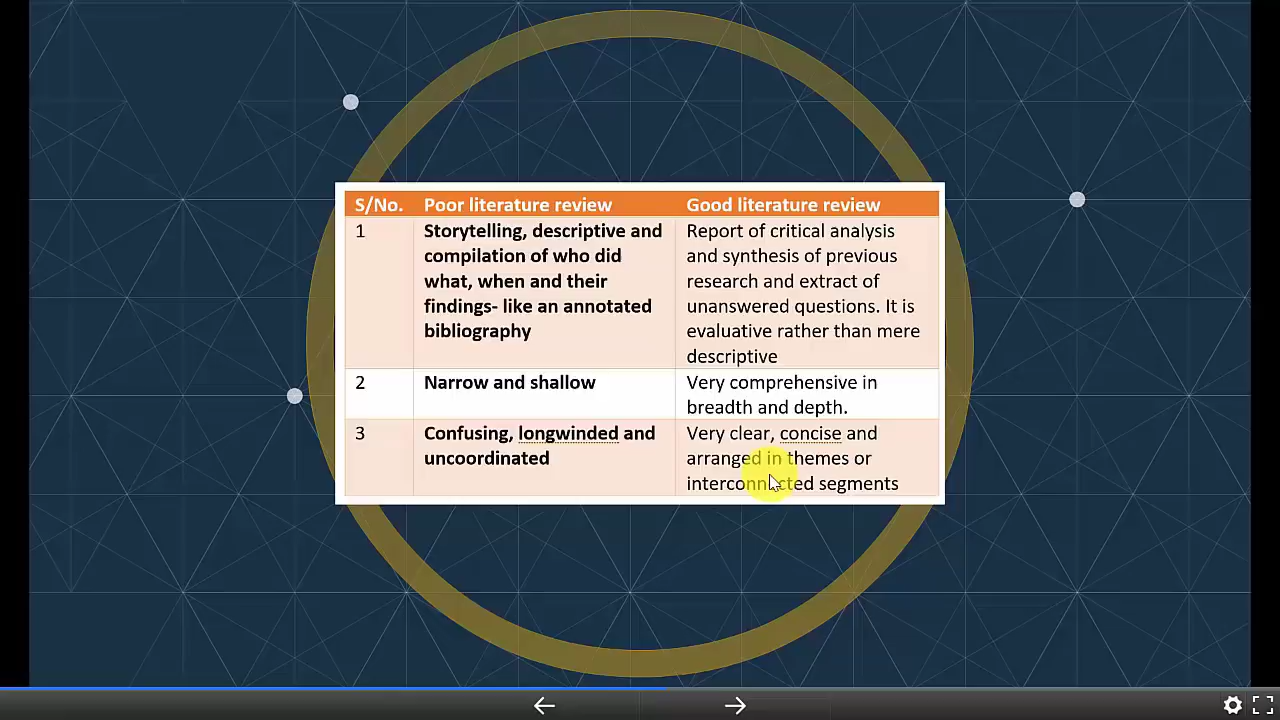 S/No. Poor literature review Good literature review
1 Storytelling, descriptive and Report of critical analysis
compilation of who did and synthesis of previous
what, when and their research and extract of
findings- like an annotated unanswered questions. It is
bibliography evaluative rather than mere
descriptive
2 Narrow and shallow Very comprehensive in
breadth and depth.
3 Confusing, longwinded and Very clear, concise and
uncoordinated arranged in themes or
interconnected segments